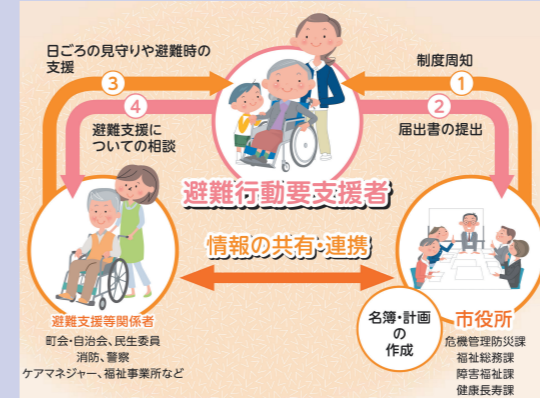 日ごろの見守りや避難時の
支援
③
④
避難支援に
ついての相談
制度周知
①
②
届出書の提出
避難行動要支援者
情報の共有・連携
避難支援等関係者
町会・自治会、民生委員
消防、警察
ケアマネジャー、福祉事業所など
名簿・計画
の
作成
市役所
危機管理防災課
福祉総務課
障害福祉課
健康長寿課